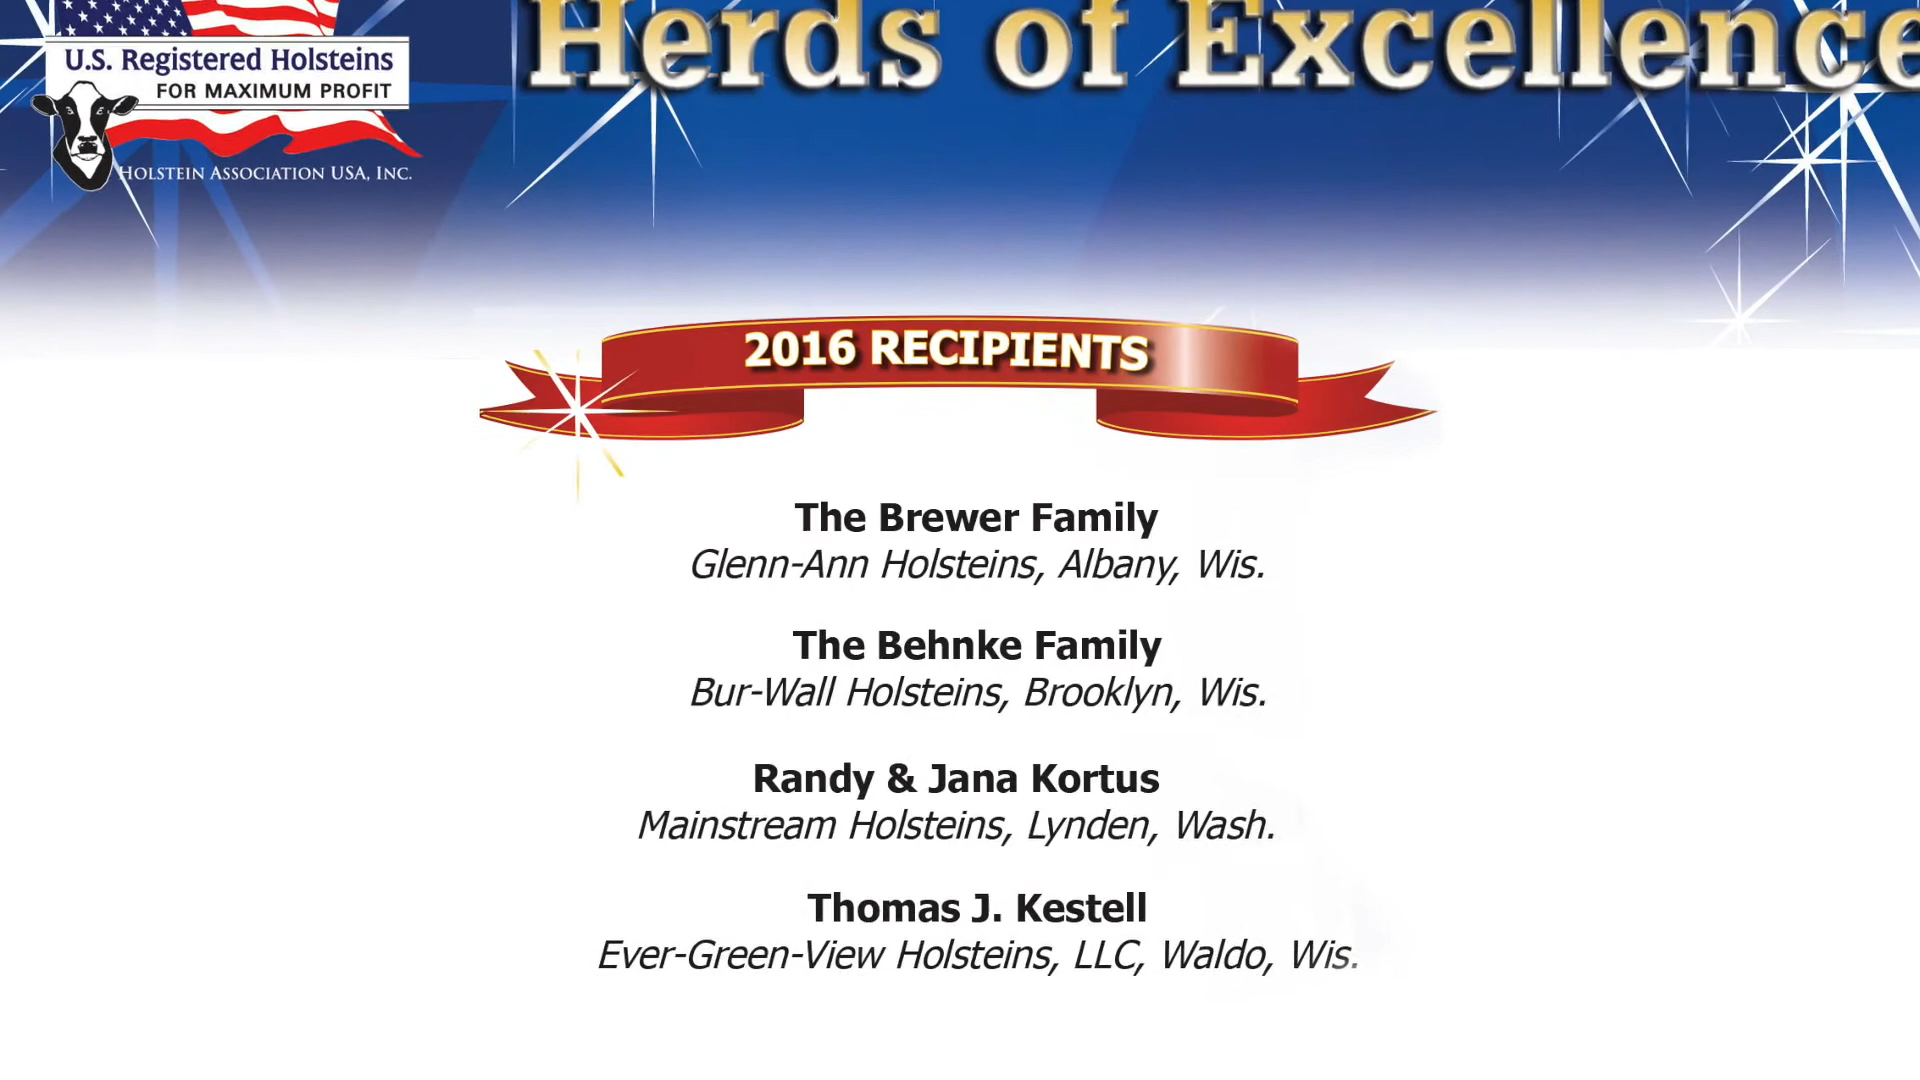 Herds of Excellence
U.S. Registered Holsteins
FOR MAXIMUM PROFIT
HOLSTEIN ASSOCIATION USA, INC.
2016 RECIPIENTS
The Brewer Family
Glenn-Ann Holsteins, Albany, Wis.
The Behnke Family
Bur-Wall Holsteins, Brooklyn, Wis.
Randy & Jana Kortus
Mainstream Holsteins, Lynden, Wash.
Thomas J. Kestell
Ever-Green-View Holsteins, LLC, Waldo, Wis.